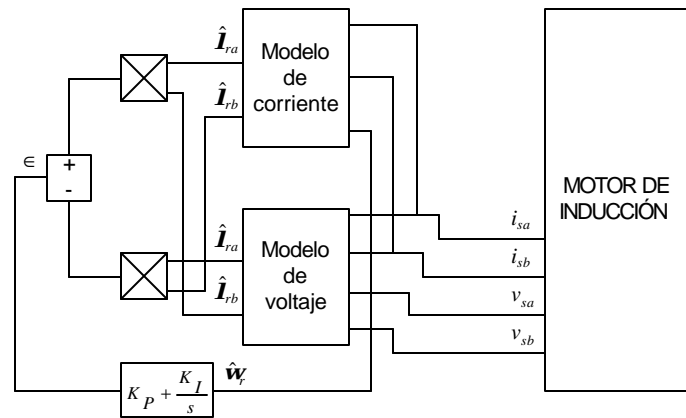 Modelo
de
corriente
Î_ra
Î_rb
∈
+
-
MOTOR DE
INDUCCIÓN
i_sa
i_sb
v_sa
v_sb
Î_ra
Î_rb
Modelo
de
voltaje
K_P + K_I/s
ŵ_r